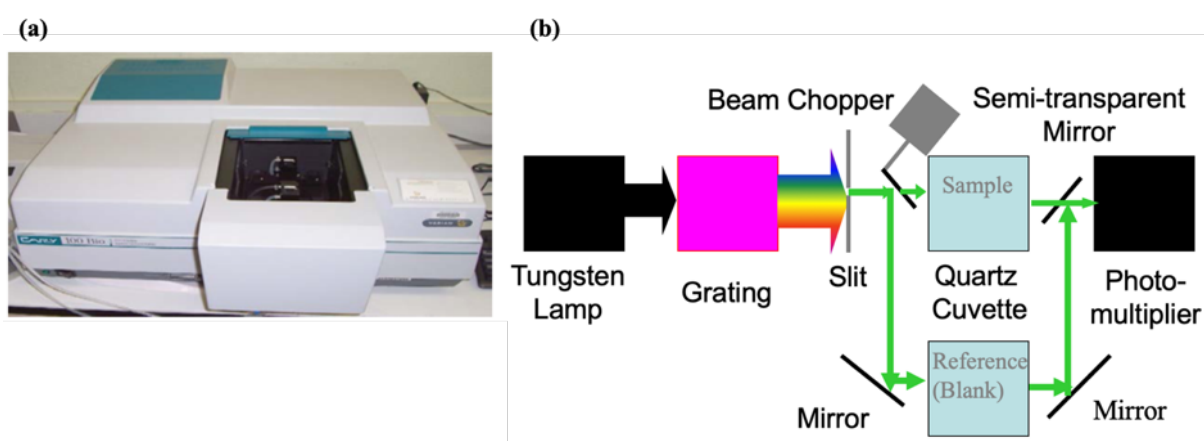 (a)
(b)
CARY 100 Bio
VARIAN
Beam Chopper
Semi-transparent
Mirror
Sample
Tungsten
Lamp
Grating
Slit
Quartz
Cuvette
Photo-
multiplier
Reference
(Blank)
Mirror
Mirror